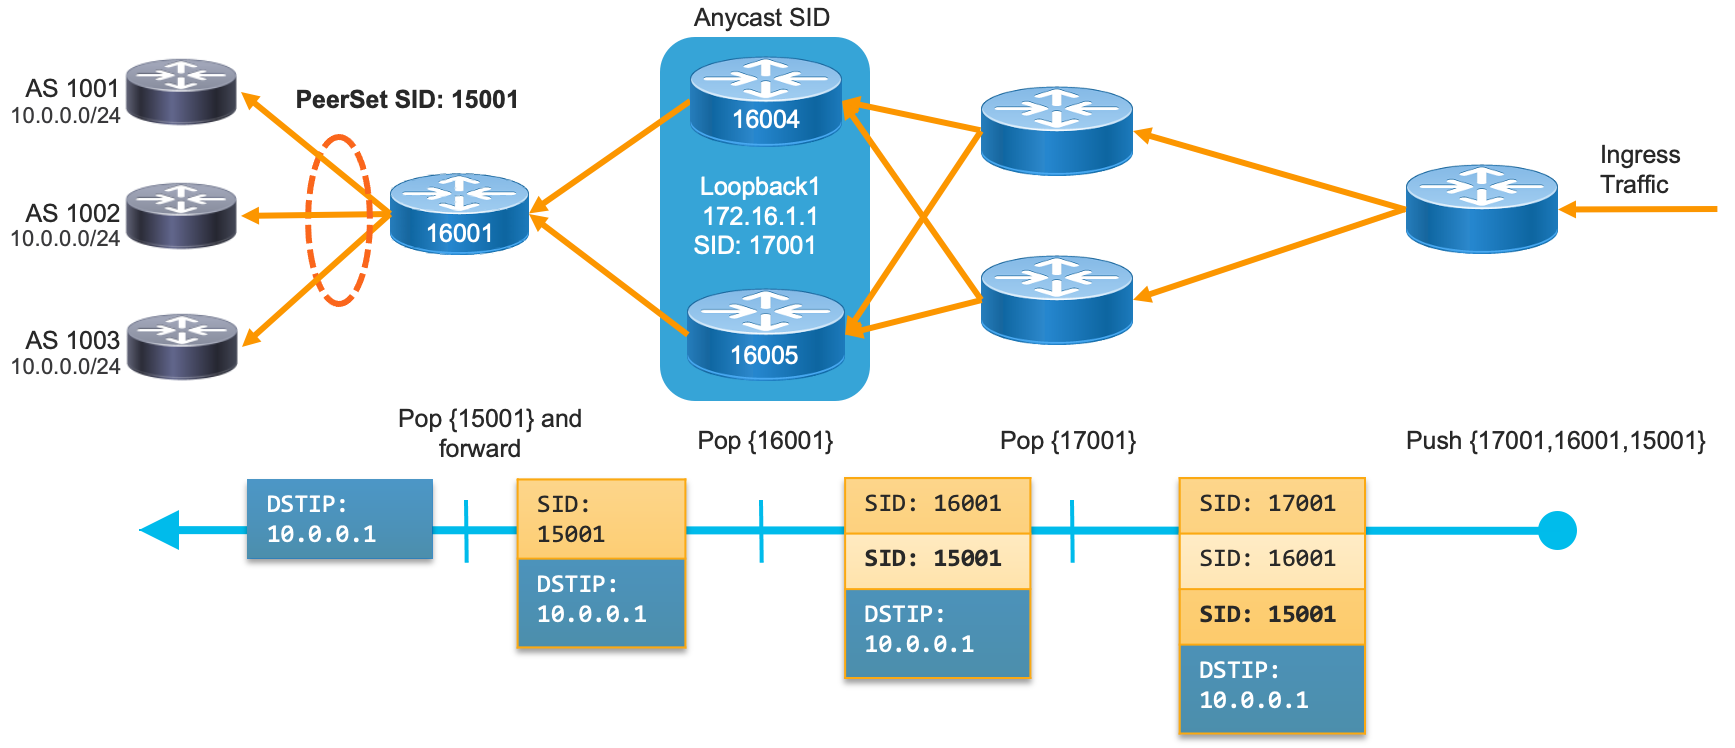 Anycast SID
AS 1001
10.0.0.0/24
PeerSet SID: 15001
16004
Ingress
Traffic
Loopback1
172.16.1.1
SID: 17001
AS 1002
10.0.0.0/24
16001
AS 1003
10.0.0.0/24
16005
Pop {15001} and
forward
Pop {16001}
Pop {17001}
Push {17001,16001,15001}
DSTIP:
10.0.0.1
SID:
15001
DSTIP:
10.0.0.1
SID: 16001
SID: 15001
DSTIP:
10.0.0.1
SID: 17001
SID: 16001
SID: 15001
DSTIP:
10.0.0.1